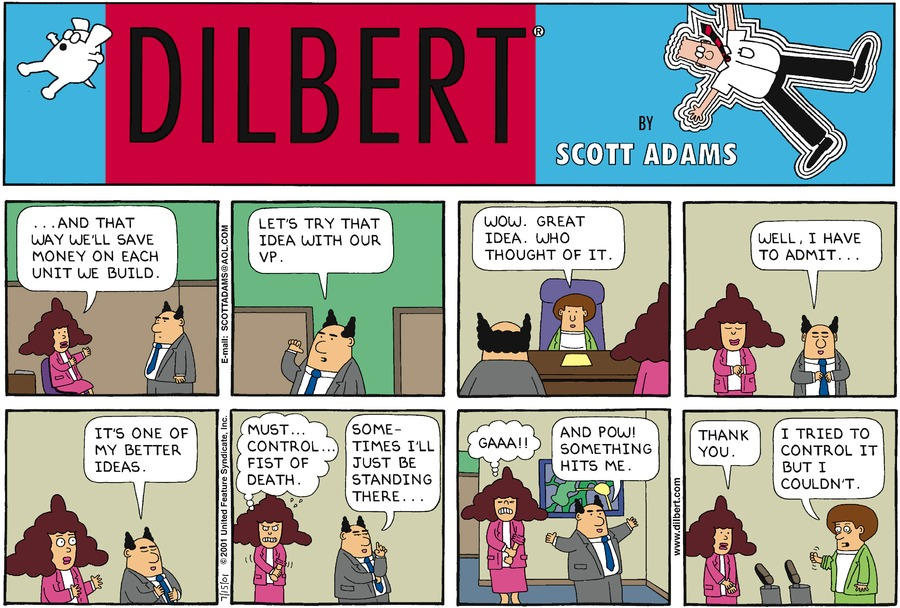 DILBERT®
BY
SCOTT ADAMS
...AND THAT
WAY WE'LL SAVE
MONEY ON EACH
UNIT WE BUILD.
E-mail: SCOTTADAMS@AOL.COM
LET'S TRY THAT
IDEA WITH OUR
VP.
WOW. GREAT
IDEA. WHO
THOUGHT OF IT.
WELL, I HAVE
TO ADMIT...
IT'S ONE OF
MY BETTER
IDEAS.
7/15/01 © 2001 United Feature Syndicate, Inc.
MUST...
CONTROL...
FIST OF
DEATH.
SOME-
TIMES I'LL
JUST BE
STANDING
THERE...
GAAA!!
AND POW!
SOMETHING
HITS ME.
www.dilbert.com
THANK
YOU.
I TRIED TO
CONTROL IT
BUT I
COULDN'T.